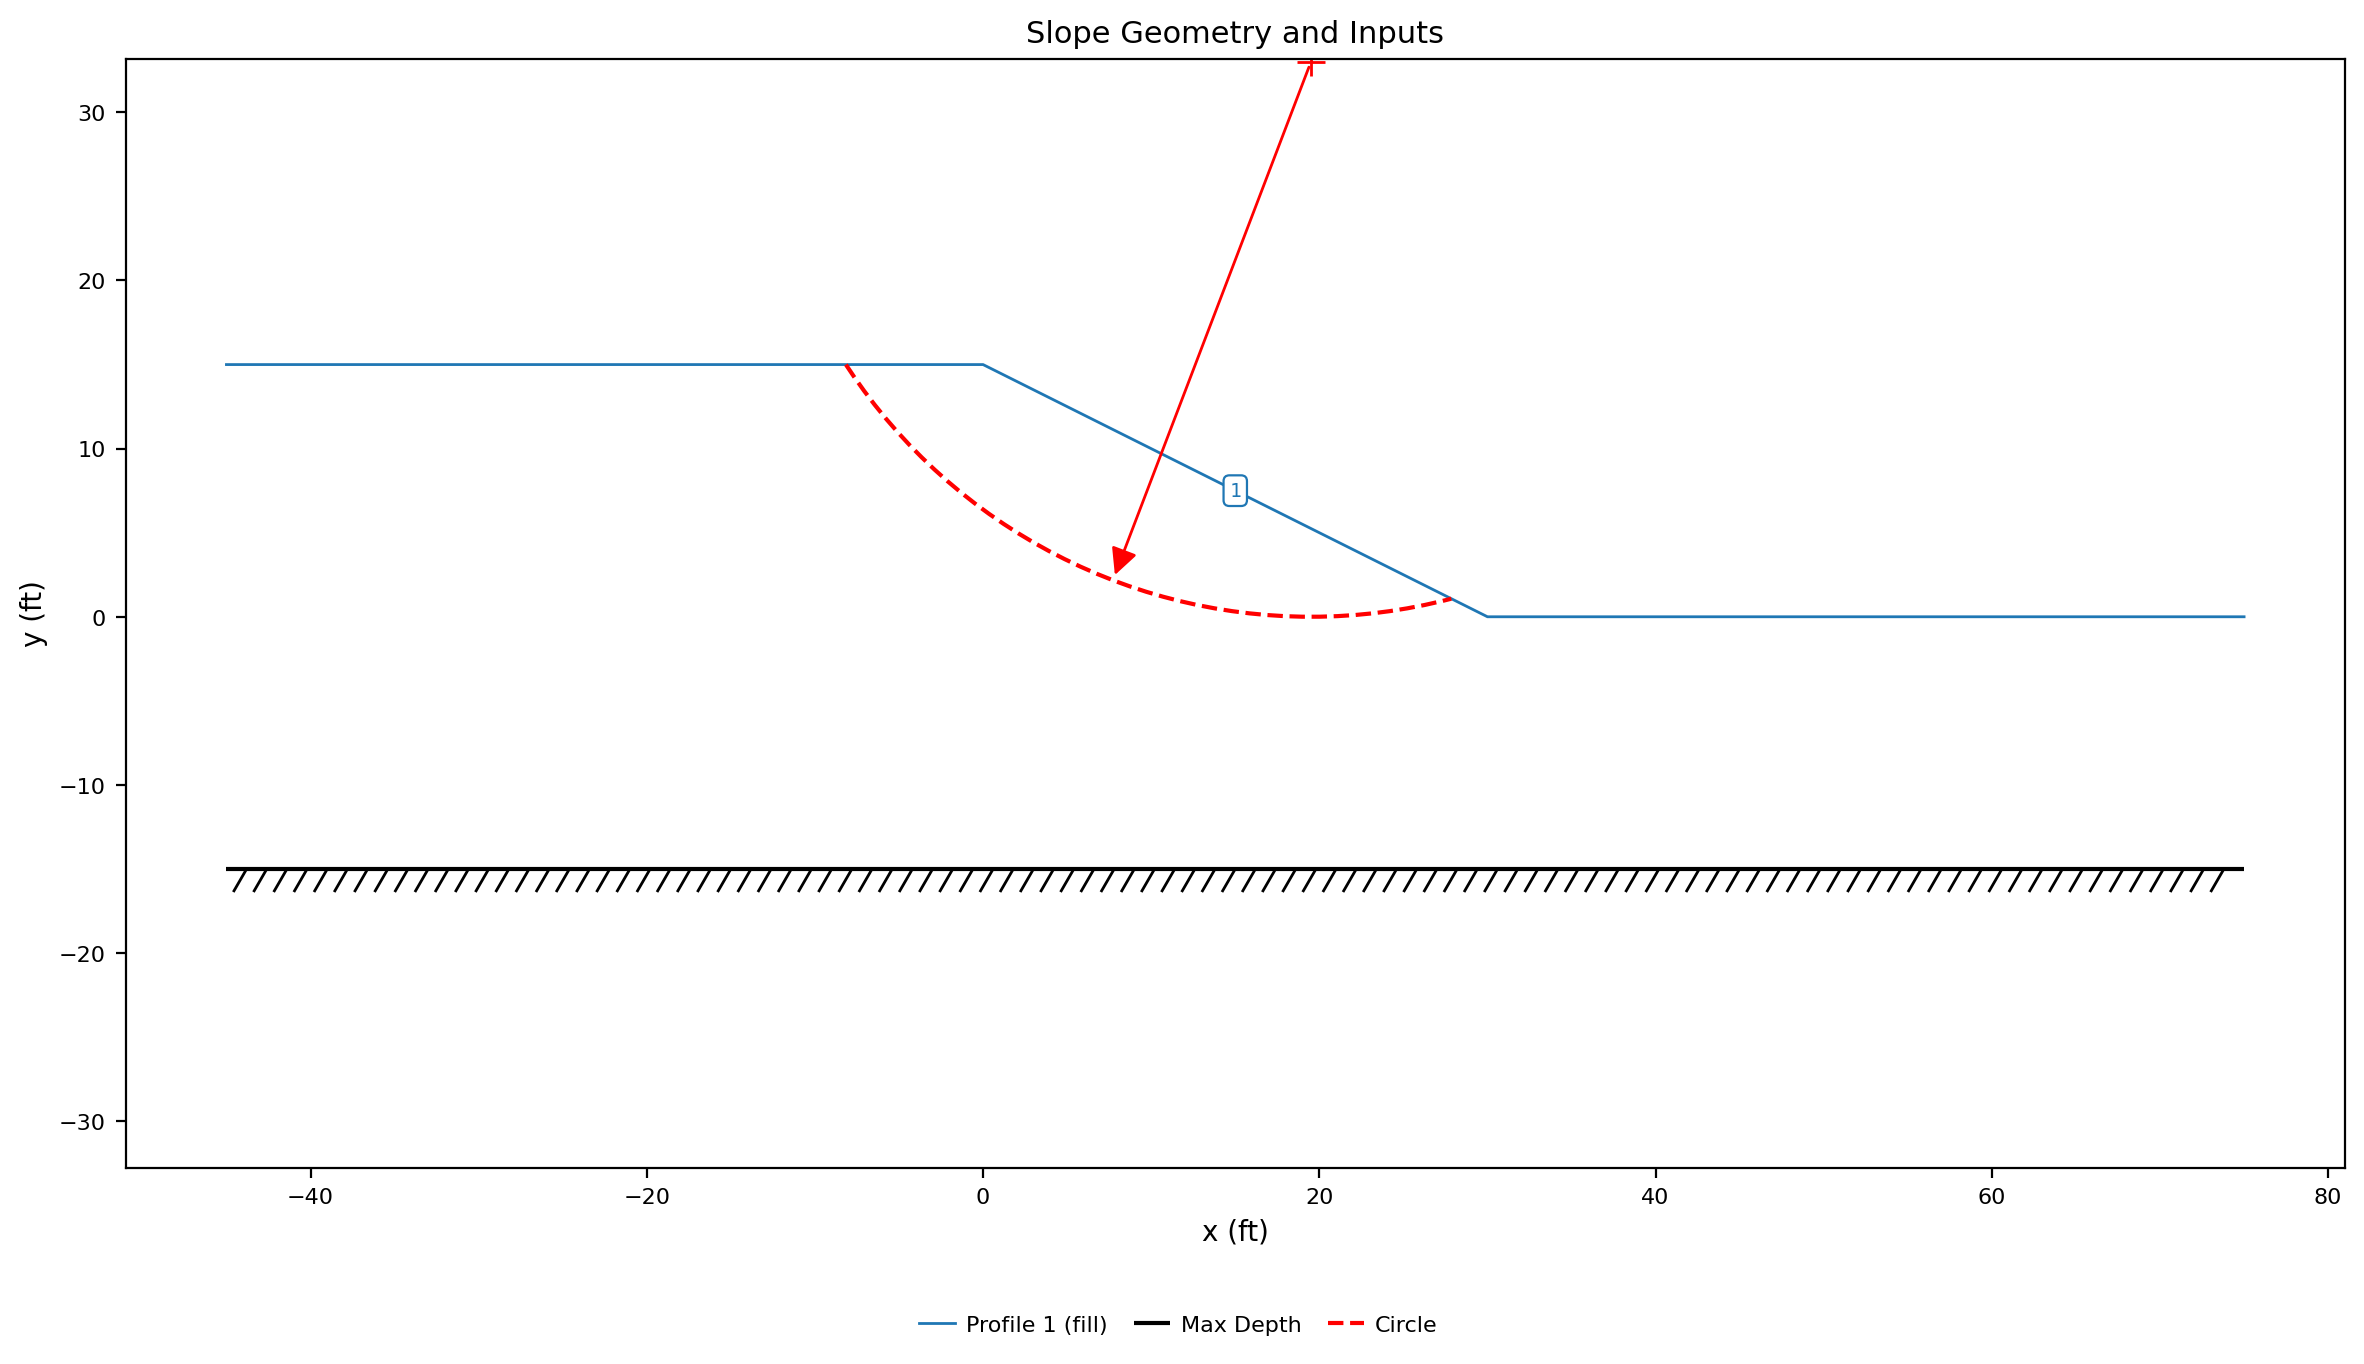 Slope Geometry and Inputs
30
20
10
0
−10
−20
−30
y (ft)
1
−40
−20
0
20
40
60
80
x (ft)
Profile 1 (fill)
Max Depth
Circle